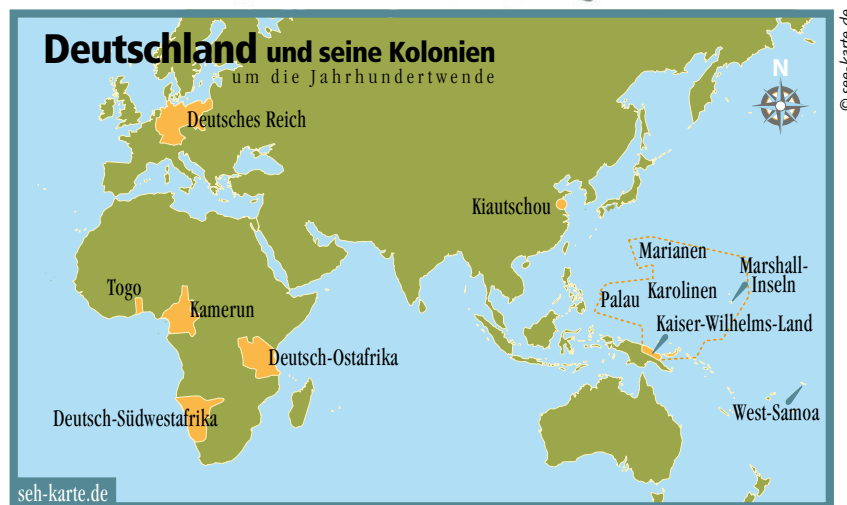 Deutschland und seine Kolonien
um die Jahrhundertwende
N
© see-karte.de
Deutsches Reich
Kiautschou
Marianen
Marshall-
Inseln
Togo
Kamerun
Palau
Karolinen
Kaiser-Wilhelms-Land
Deutsch-Ostafrika
Deutsch-Südwestafrika
West-Samoa
seh-karte.de